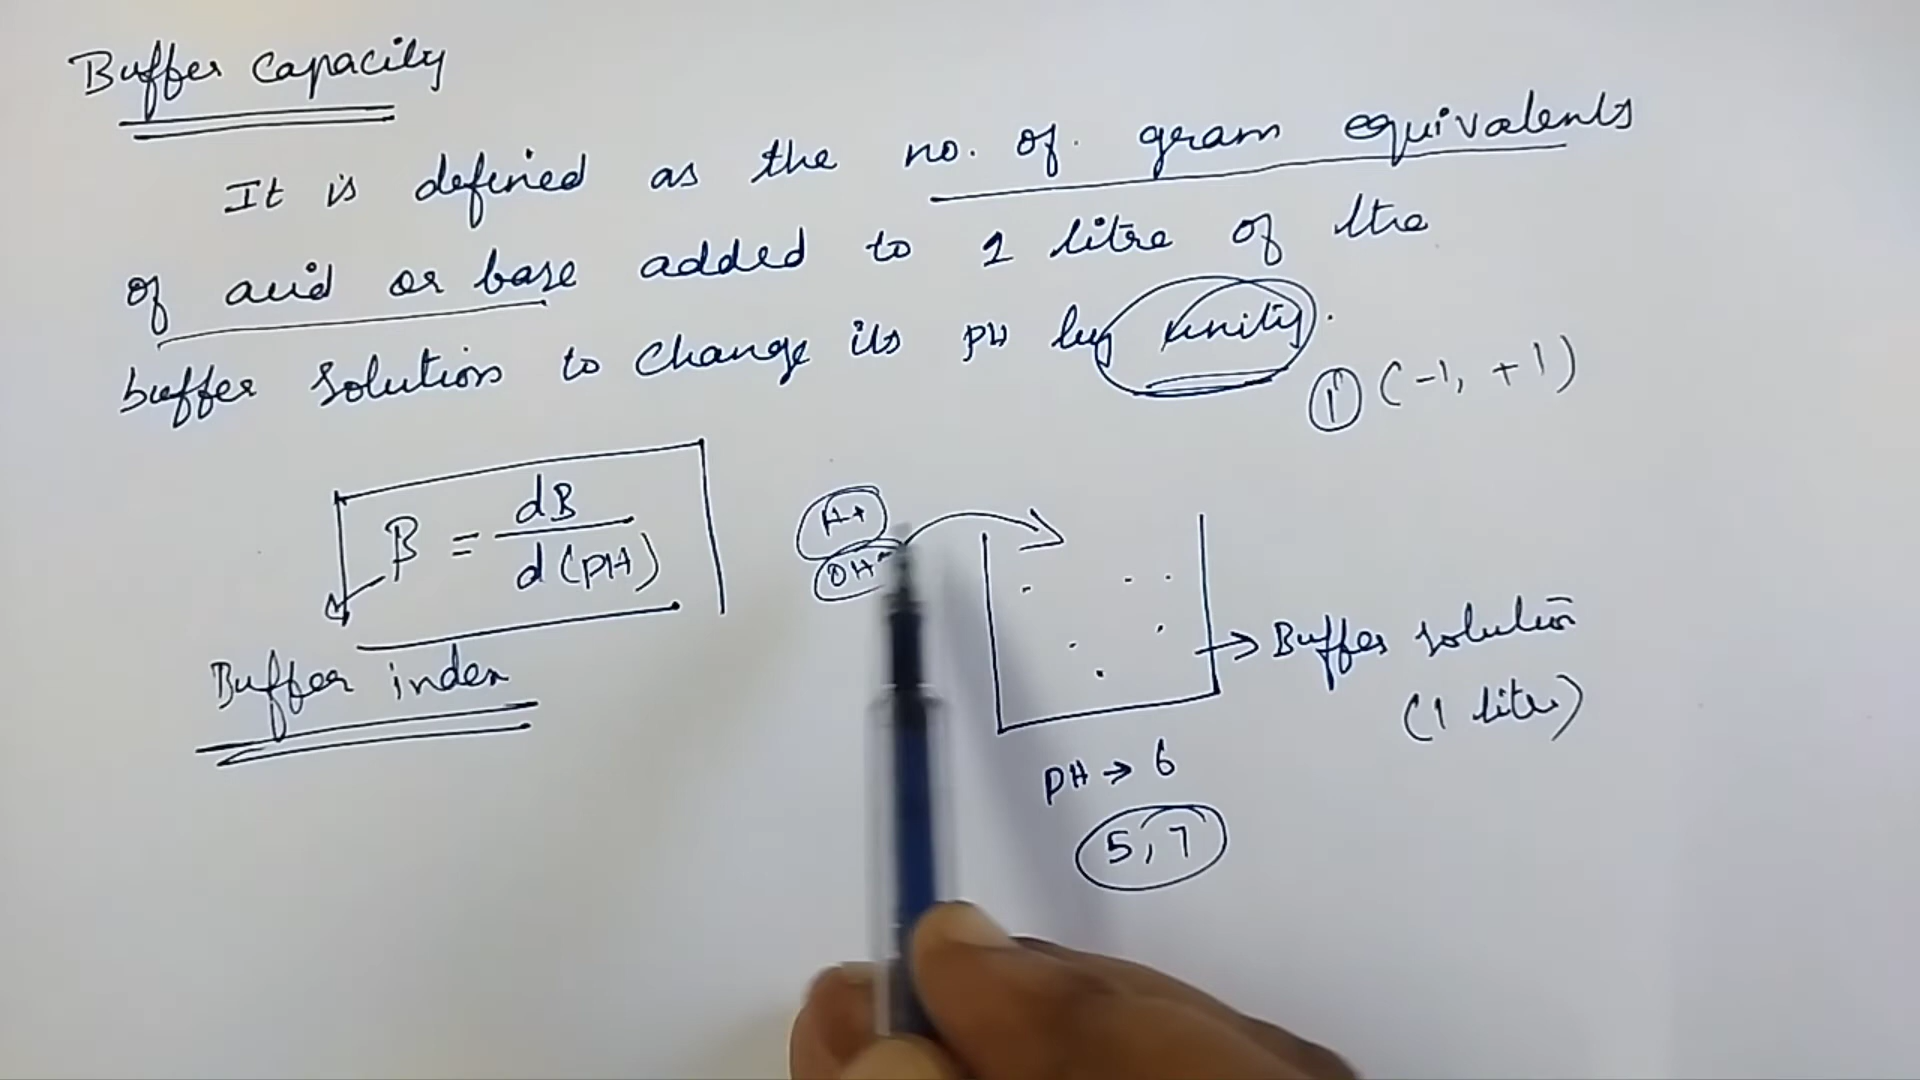 Buffer capacity
It is defined as the no. of. gram equivalents
of acid or base added to 1 litre of the
buffer solution to change its pH by unity.
1 (-1, +1)
β = dB / d(pH)
H+
OH-
Buffer index
Buffer solution
(1 litre)
pH → 6
5, 7